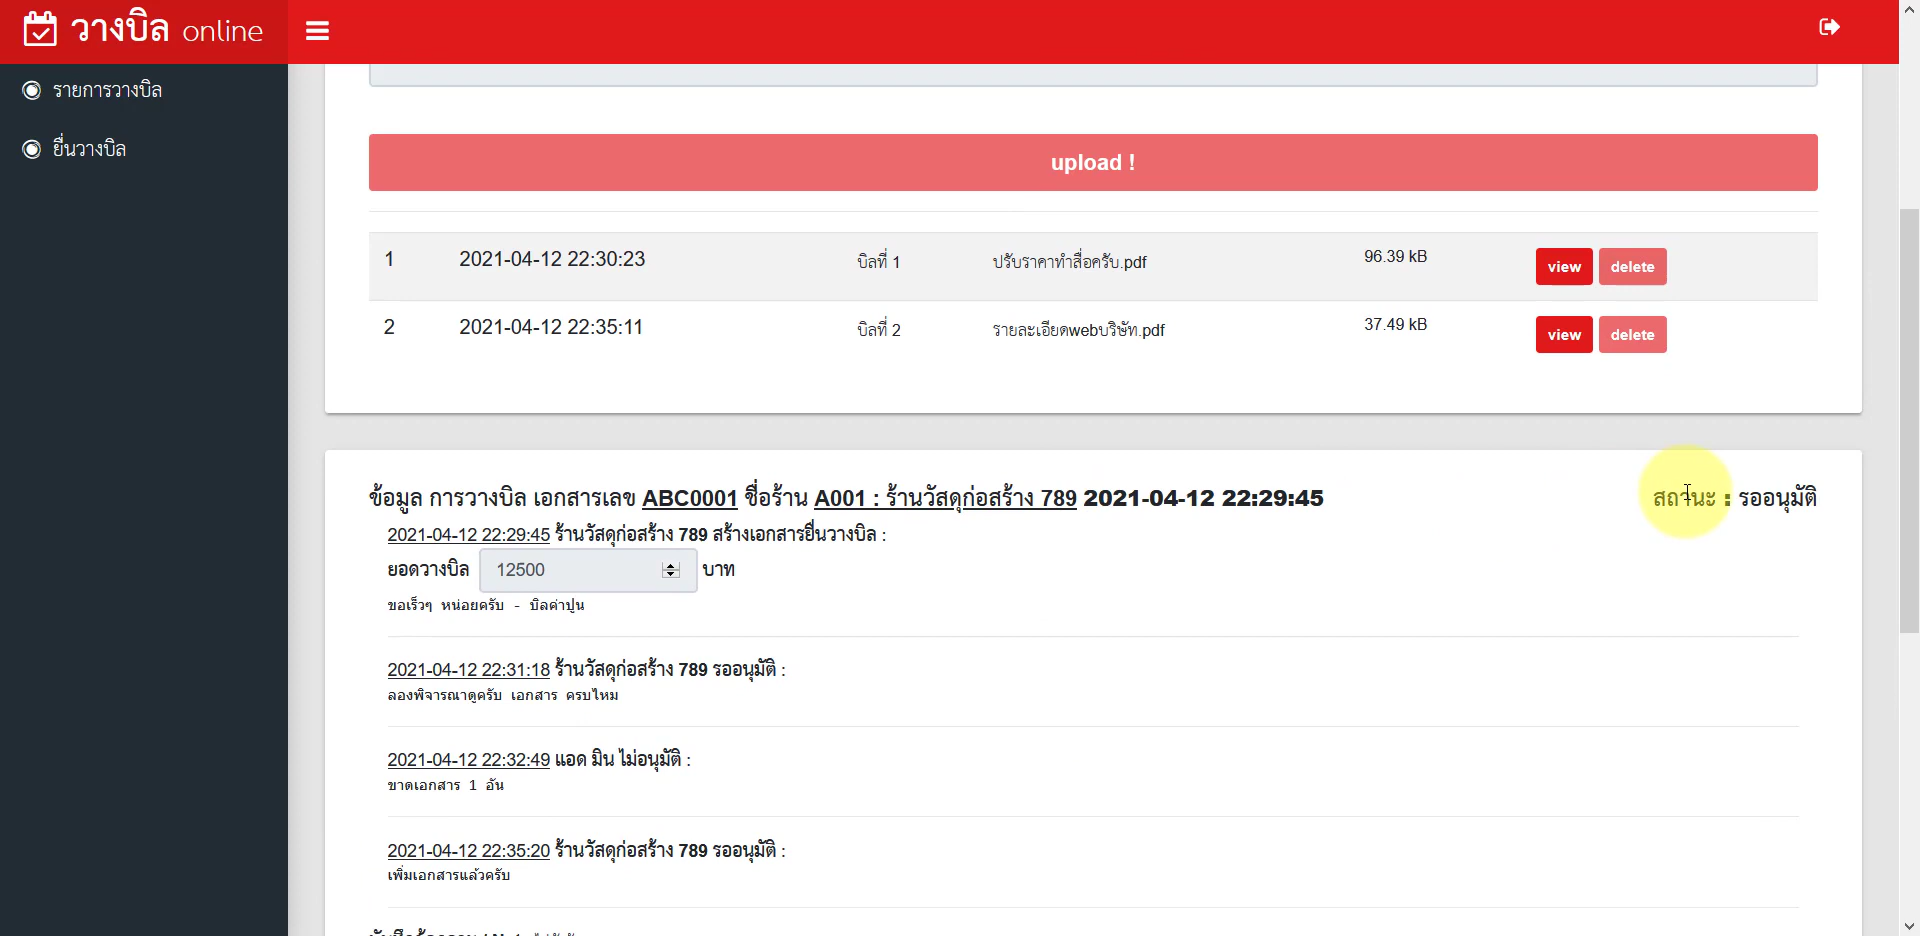 วางบิล online
รายการวางบิล
ยื่นวางบิล
upload !
1 2021-04-12 22:30:23 บิลที่ 1 ปรับราคาทำสื่อครับ.pdf 96.39 kB view delete
2 2021-04-12 22:35:11 บิลที่ 2 รายละเอียดwebบริษัท.pdf 37.49 kB view delete
ข้อมูล การวางบิล เอกสารเลข ABC0001 ชื่อร้าน A001 : ร้านวัสดุก่อสร้าง 789 2021-04-12 22:29:45 สถานะ : รออนุมัติ
2021-04-12 22:29:45 ร้านวัสดุก่อสร้าง 789 สร้างเอกสารยื่นวางบิล :
ยอดวางบิล 12500 บาท
ขอเร็วๆ หน่อยครับ - บิลค่าปูน
2021-04-12 22:31:18 ร้านวัสดุก่อสร้าง 789 รออนุมัติ :
ลองพิจารณาดูครับ เอกสาร ครบไหม
2021-04-12 22:32:49 แอด มิน ไม่อนุมัติ :
ขาดเอกสาร 1 อัน
2021-04-12 22:35:20 ร้านวัสดุก่อสร้าง 789 รออนุมัติ :
เพิ่มเอกสารแล้วครับ